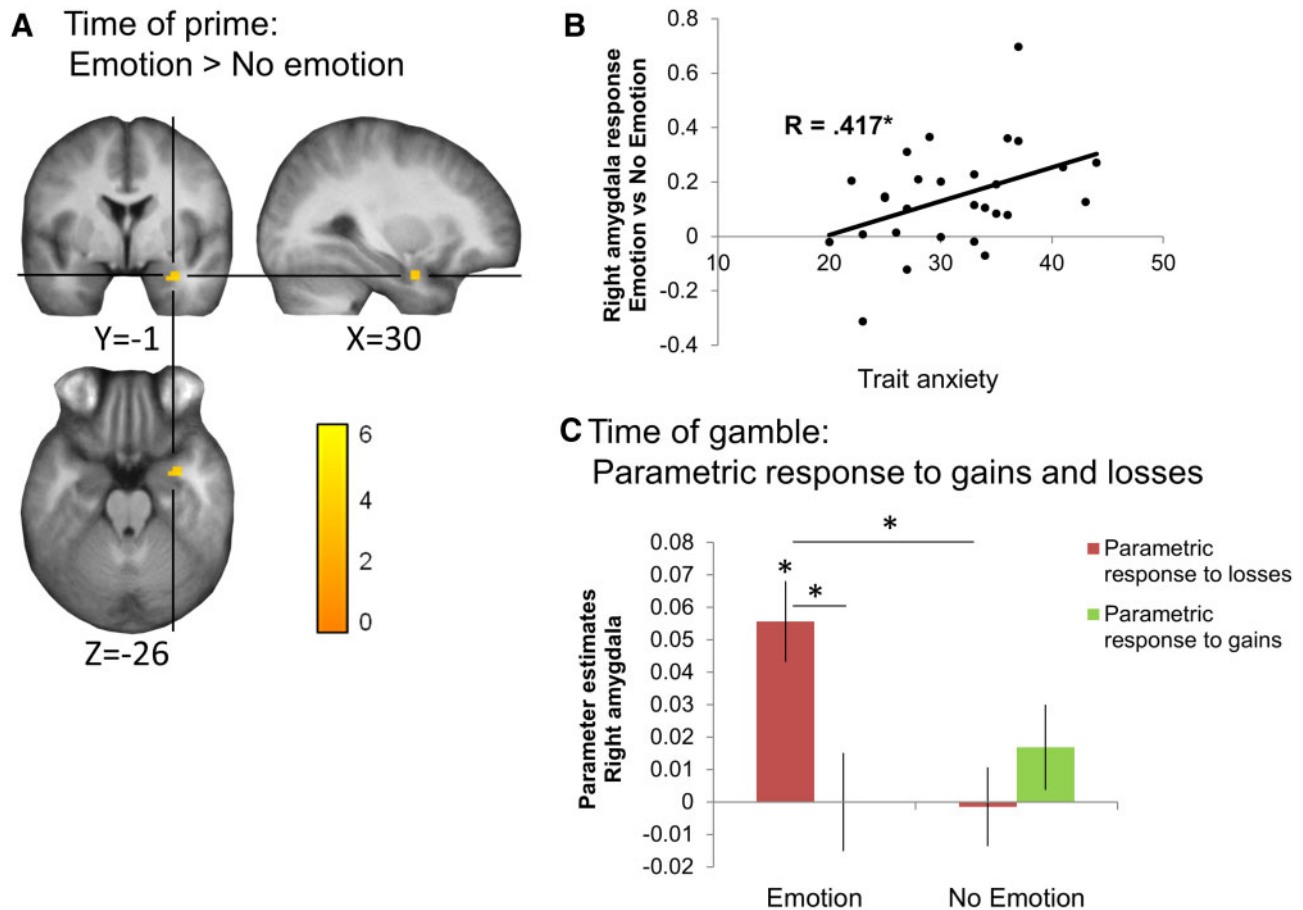 A Time of prime:
Emotion > No emotion
Y=-1
X=30
Z=-26
6
4
2
0
B
Right amygdala response
Emotion vs No Emotion
0.8
0.6
0.4
0.2
0
-0.2
-0.4
R = .417*
10
20
30
40
50
Trait anxiety
C Time of gamble:
Parametric response to gains and losses
Parameter estimates
Right amygdala
0.08
0.07
0.06
0.05
0.04
0.03
0.02
0.01
0
-0.01
-0.02
*
*
*
Emotion
No Emotion
Parametric
response to losses
Parametric
response to gains